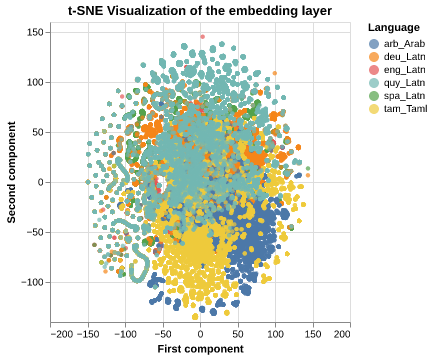 t-SNE Visualization of the embedding layer
Language
arb_Arab
deu_Latn
eng_Latn
quy_Latn
spa_Latn
tam_Taml
Second component
150
100
50
0
−50
−100
−200 −150 −100 −50 0 50 100 150 200
First component